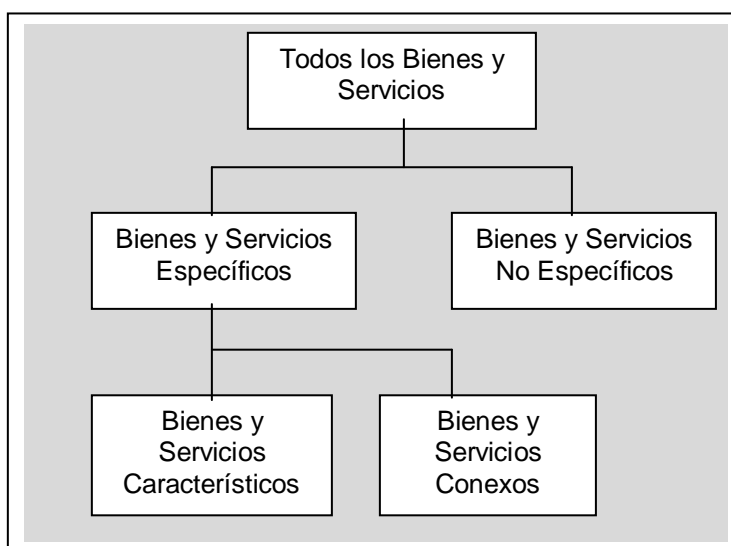 Todos los Bienes y
Servicios
Bienes y Servicios
Específicos
Bienes y Servicios
No Específicos
Bienes y
Servicios
Característicos
Bienes y
Servicios
Conexos